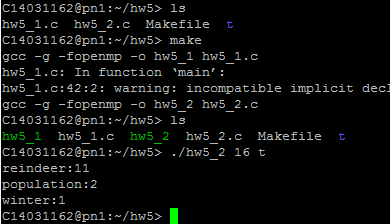 C14031162@pn1:~/hw5> ls
hw5_1.c  hw5_2.c  Makefile  t
C14031162@pn1:~/hw5> make
gcc -g -fopenmp -o hw5_1 hw5_1.c
hw5_1.c: In function ‘main’:
hw5_1.c:42:2: warning: incompatible implicit decl
gcc -g -fopenmp -o hw5_2 hw5_2.c
C14031162@pn1:~/hw5> ls
hw5_1  hw5_1.c  hw5_2  hw5_2.c  Makefile  t
C14031162@pn1:~/hw5> ./hw5_2 16 t
reindeer:11
population:2
winter:1
C14031162@pn1:~/hw5>